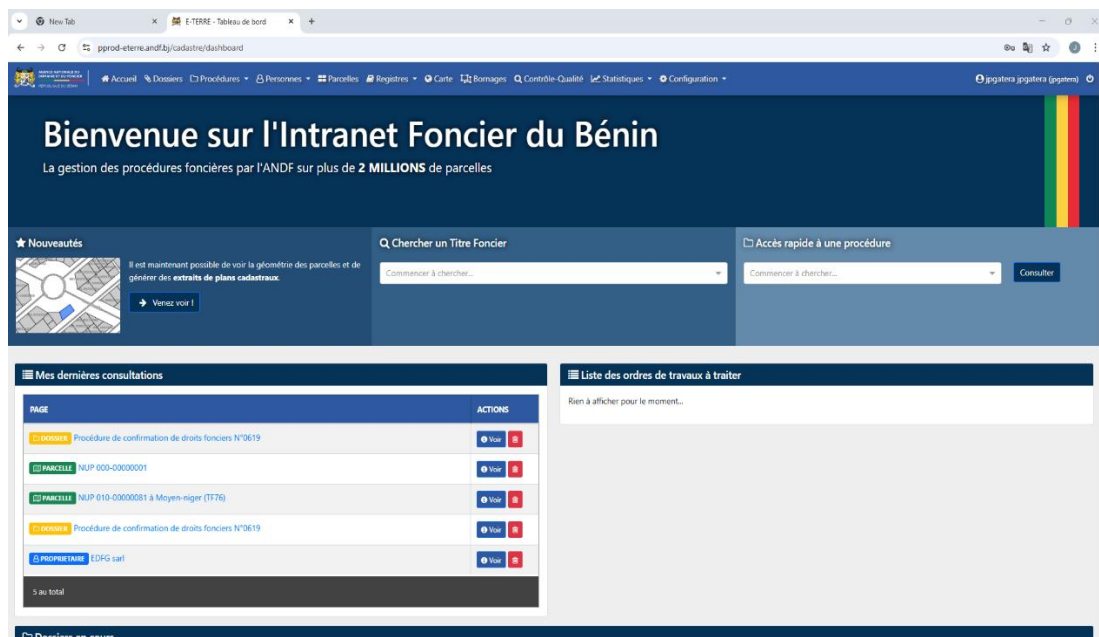 New Tab
E-TERRE - Tableau de bord
pprod-eterre.andf.bj/cadastre/dashboard
Accueil Dossiers Procédures Personnes Parcelles Registres Carte Bornages Contrôle-Qualité Statistiques Configuration jpgatera jpgatera (jpgatera)
Bienvenue sur l'Intranet Foncier du Bénin
La gestion des procédures foncières par l'ANDF sur plus de 2 MILLIONS de parcelles
Nouveautés
Il est maintenant possible de voir la géométrie des parcelles et de
générer des extraits de plans cadastraux.
Venez voir !
Chercher un Titre Foncier
Commencer à chercher...
Accès rapide à une procédure
Commencer à chercher...
Consulter
Mes dernières consultations
PAGE ACTIONS
DOSSIER Procédure de confirmation de droits fonciers N°0619 Voir
PARCELLE NUP 000-00000001 Voir
PARCELLE NUP 010-00000081 à Moyen-niger (TF76) Voir
DOSSIER Procédure de confirmation de droits fonciers N°0619 Voir
PROPRIETAIRE EDFG sarl Voir
5 au total
Liste des ordres de travaux à traiter
Rien à afficher pour le moment...
Dossiers en cours